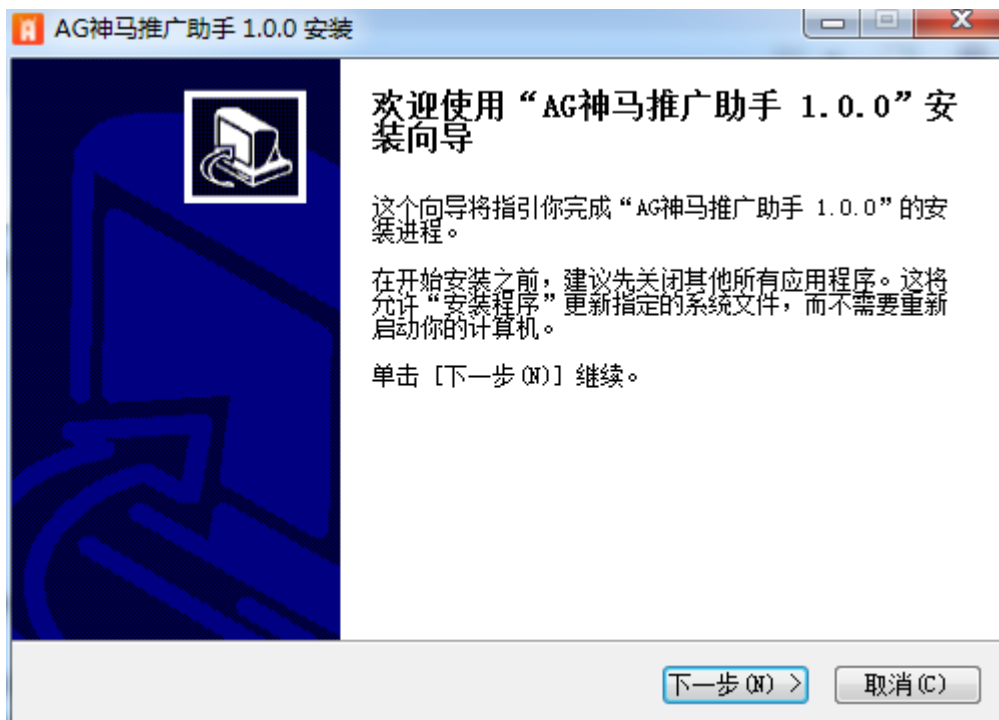 AG神马推广助手 1.0.0 安装
欢迎使用“AG神马推广助手 1.0.0”安
装向导
这个向导将指引你完成“AG神马推广助手 1.0.0”的安
装进程。
在开始安装之前，建议先关闭其他所有应用程序。这将
允许“安装程序”更新指定的系统文件，而不需要重新
启动你的计算机。
单击 [下一步(N)] 继续。
下一步(N) >
取消(C)